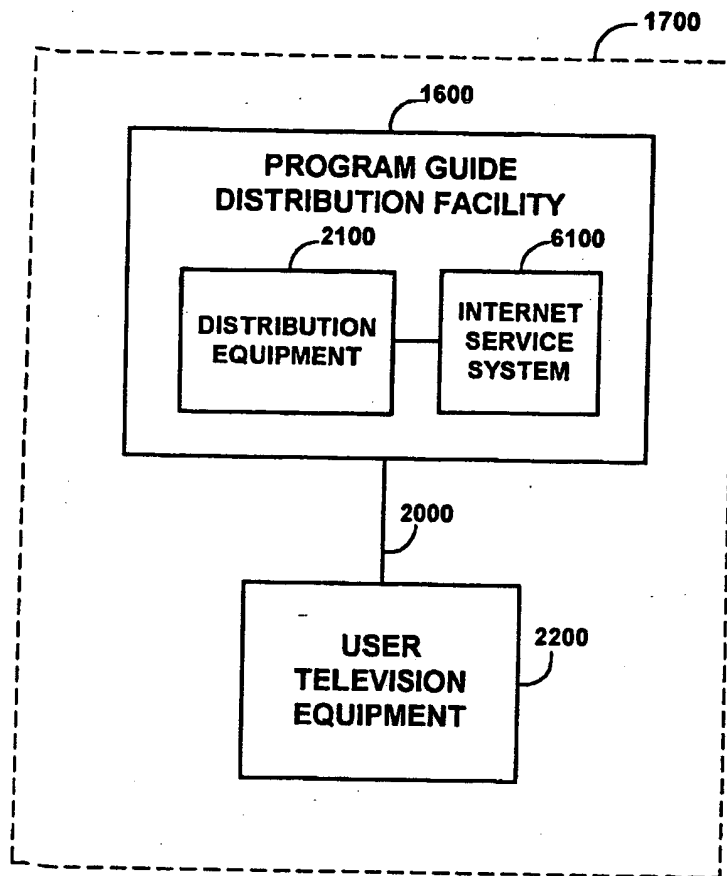 1700
1600
PROGRAM GUIDE
DISTRIBUTION FACILITY
2100
6100
DISTRIBUTION
EQUIPMENT
INTERNET
SERVICE
SYSTEM
2000
USER
TELEVISION
EQUIPMENT
2200